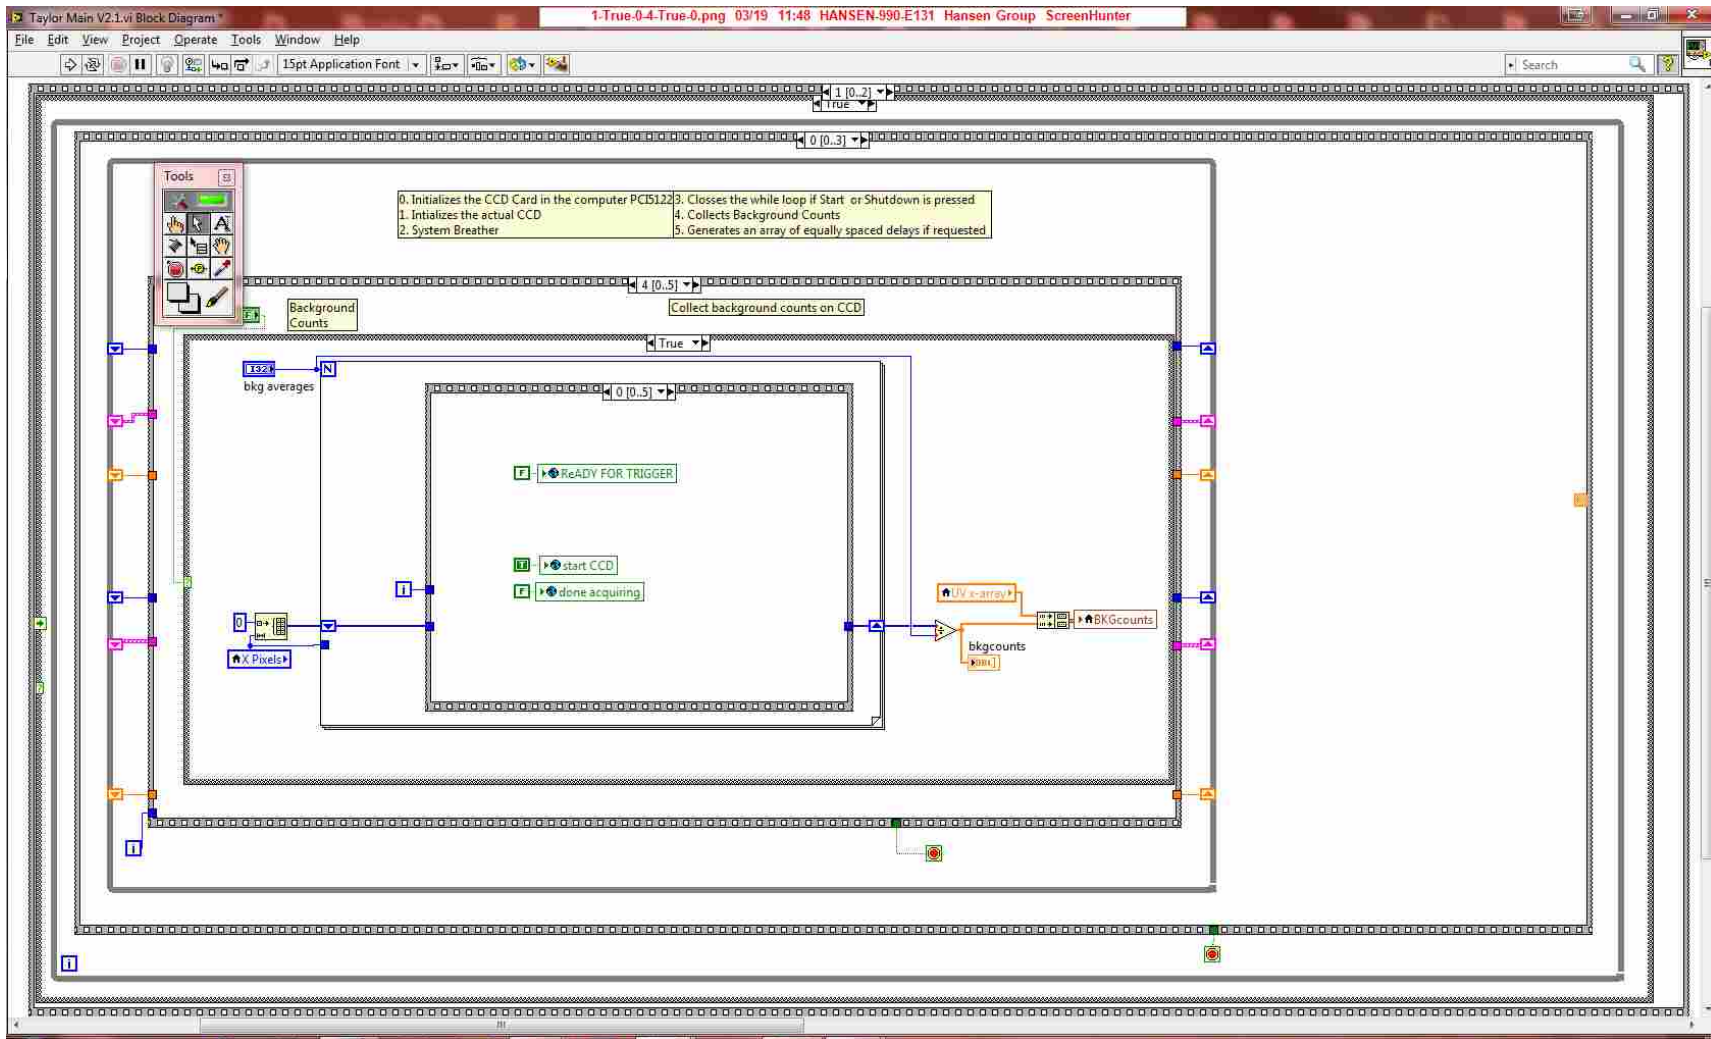 Taylor Main V2.1.vi Block Diagram *
1-True-0-4-True-0.png 03/19 11:48 HANSEN-990-E131 Hansen Group ScreenHunter
File Edit View Project Operate Tools Window Help
15pt Application Font
Search
1 [0..2]
True
0 [0..3]
Tools
0. Initializes the CCD Card in the computer PCI5122
1. Intializes the actual CCD
2. System Breather
3. Closses the while loop if Start or Shutdown is pressed
4. Collects Background Counts
5. Generates an array of equally spaced delays if requested
4 [0..5]
F
Background
Counts
Collect background counts on CCD
True
I32
N
bkg averages
0 [0..5]
F
ReADY FOR TRIGGER
T
start CCD
F
done acquiring
i
0
X Pixels
UV x-array
BKGcounts
bkgcounts
DBL
i
i